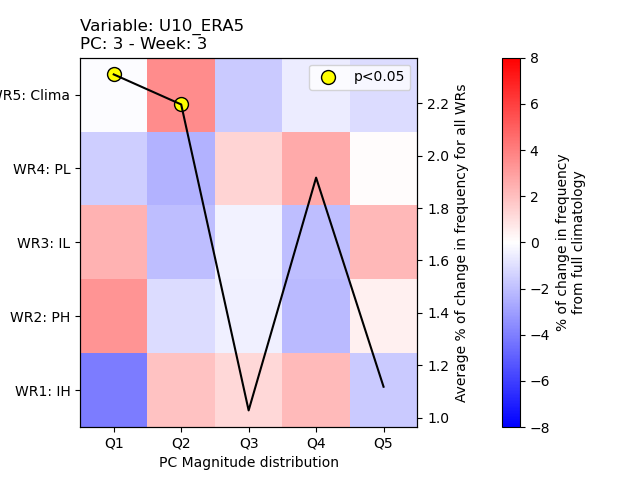 Variable: U10_ERA5
PC: 3 - Week: 3
p<0.05
WR5: Clima
WR4: PL
WR3: IL
WR2: PH
WR1: IH
Q1 Q2 Q3 Q4 Q5
PC Magnitude distribution
2.2
2.0
1.8
1.6
1.4
1.2
1.0
Average % of change in frequency for all WRs
8
6
4
2
0
−2
−4
−6
−8
% of change in frequency
from full climatology